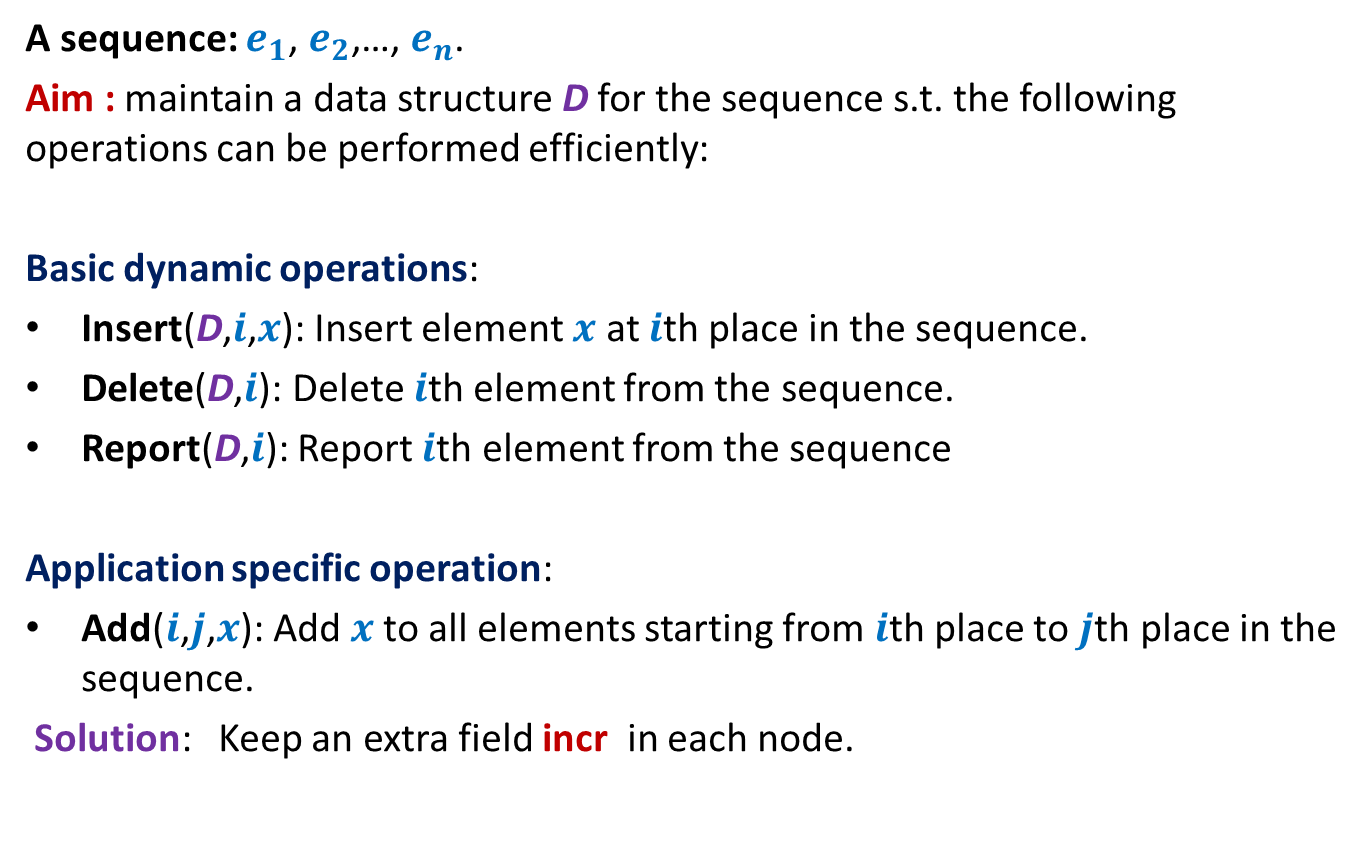 A sequence: e₁, e₂,…, eₙ.
Aim : maintain a data structure D for the sequence s.t. the following
operations can be performed efficiently:
Basic dynamic operations:
• Insert(D,i,x): Insert element x at ith place in the sequence.
• Delete(D,i): Delete ith element from the sequence.
• Report(D,i): Report ith element from the sequence
Application specific operation:
• Add(i,j,x): Add x to all elements starting from ith place to jth place in the
sequence.
Solution: Keep an extra field incr in each node.